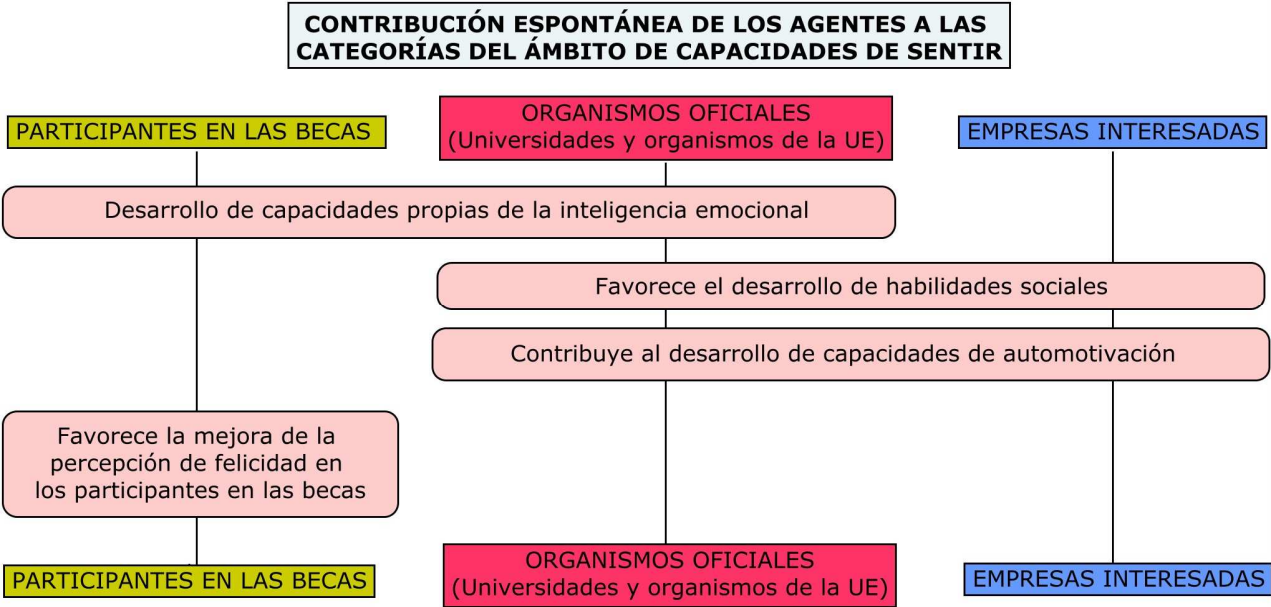 CONTRIBUCIÓN ESPONTÁNEA DE LOS AGENTES A LAS
CATEGORÍAS DEL ÁMBITO DE CAPACIDADES DE SENTIR
PARTICIPANTES EN LAS BECAS
ORGANISMOS OFICIALES
(Universidades y organismos de la UE)
EMPRESAS INTERESADAS
Desarrollo de capacidades propias de la inteligencia emocional
Favorece el desarrollo de habilidades sociales
Contribuye al desarrollo de capacidades de automotivación
Favorece la mejora de la
percepción de felicidad en
los participantes en las becas
PARTICIPANTES EN LAS BECAS
ORGANISMOS OFICIALES
(Universidades y organismos de la UE)
EMPRESAS INTERESADAS